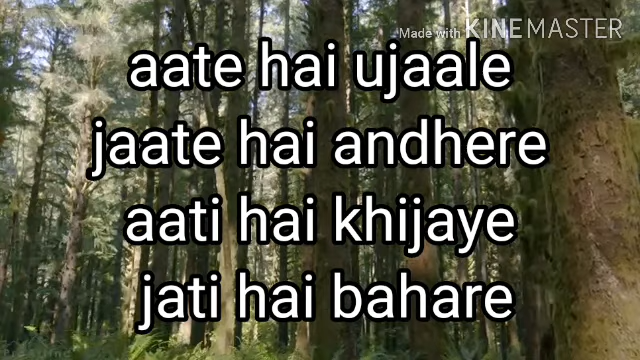 Made with KINEMASTER
aate hai ujaale
jaate hai andhere
aati hai khijaye
jati hai bahare